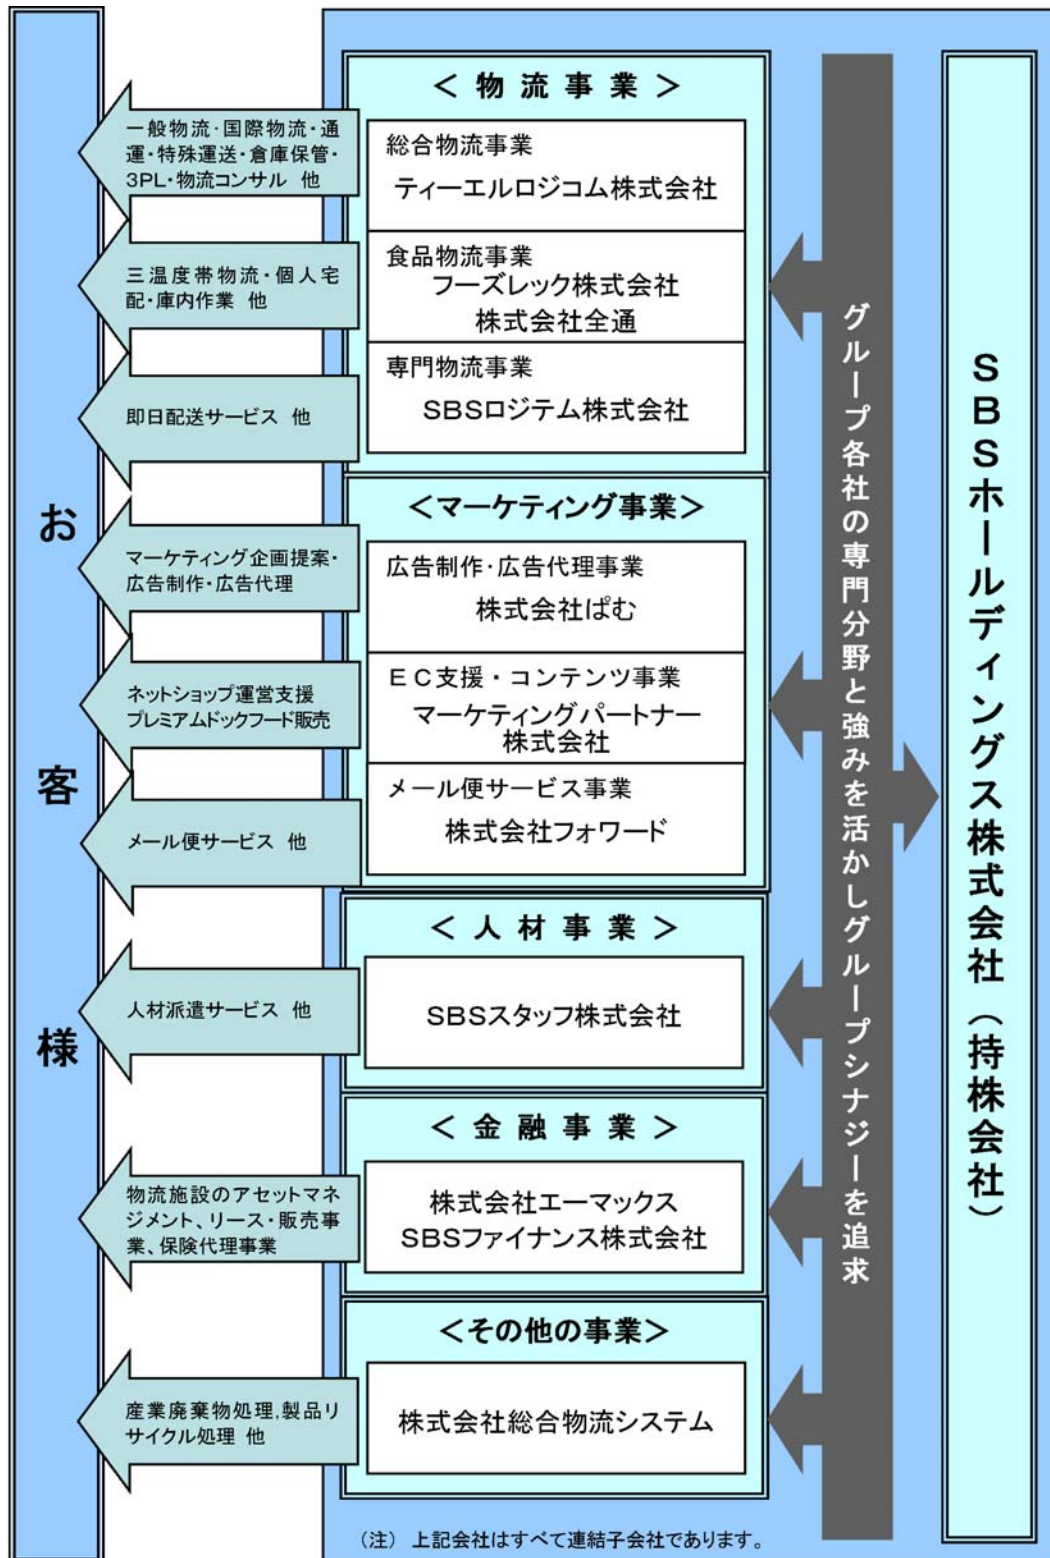 お客様
＜ 物 流 事 業 ＞
一般物流・国際物流・通
運・特殊運送・倉庫保管・
3PL・物流コンサル 他
総合物流事業
ティーエルロジコム株式会社
三温度帯物流・個人宅
配・庫内作業 他
食品物流事業
フーズレック株式会社
株式会社全通
即日配送サービス 他
専門物流事業
SBSロジテム株式会社
＜マーケティング事業＞
マーケティング企画提案・
広告制作・広告代理
広告制作・広告代理事業
株式会社ぱむ
ネットショップ運営支援
プレミアムドックフード販売
ＥＣ支援・コンテンツ事業
マーケティングパートナー
株式会社
メール便サービス 他
メール便サービス事業
株式会社フォワード
＜ 人 材 事 業 ＞
人材派遣サービス 他
SBSスタッフ株式会社
＜ 金 融 事 業 ＞
物流施設のアセットマネ
ジメント、リース・販売事
業、保険代理事業
株式会社エーマックス
SBSファイナンス株式会社
＜その他の事業＞
産業廃棄物処理,製品リ
サイクル処理 他
株式会社総合物流システム
（注） 上記会社はすべて連結子会社であります。
グループ各社の専門分野と強みを活かしグループシナジーを追求
ＳＢＳホールディングス株式会社（持株会社）